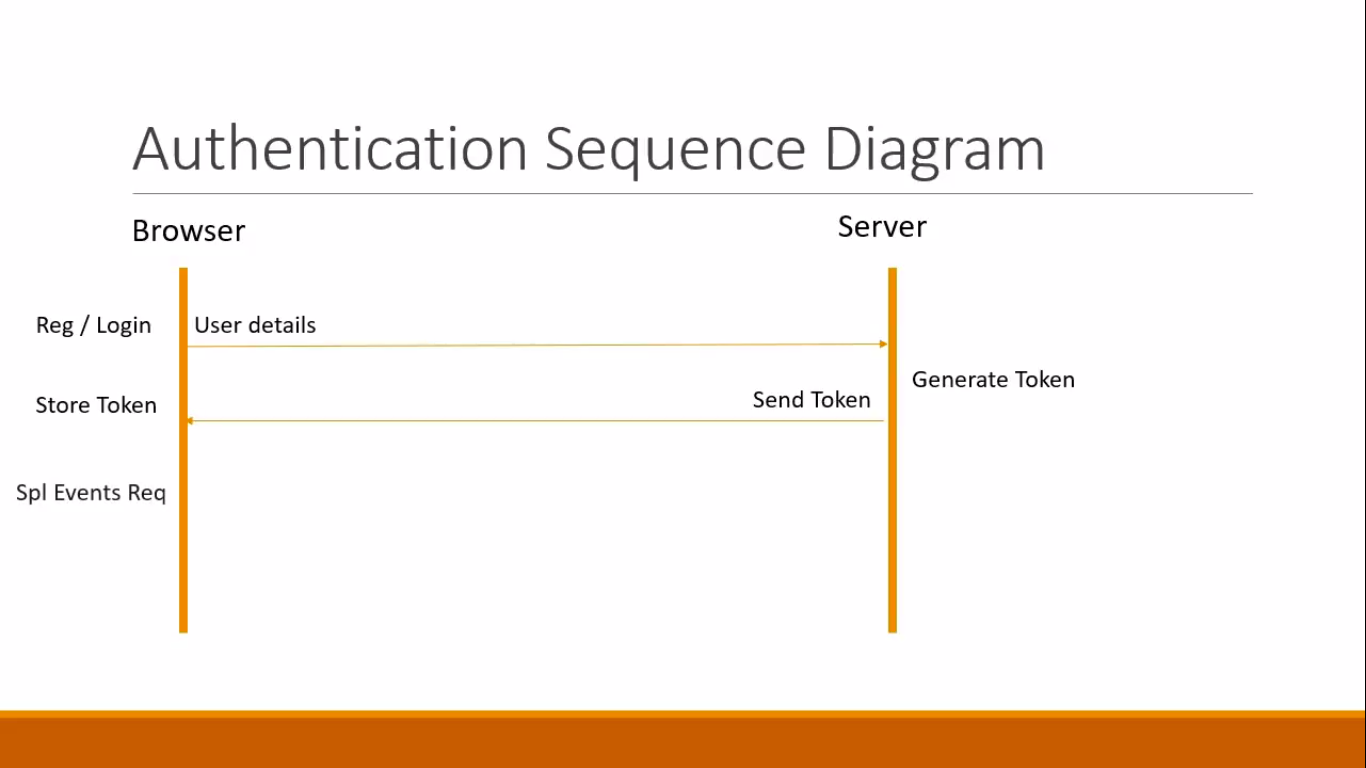 Authentication Sequence Diagram
Browser
Server
Reg / Login
User details
Generate Token
Store Token
Send Token
Spl Events Req